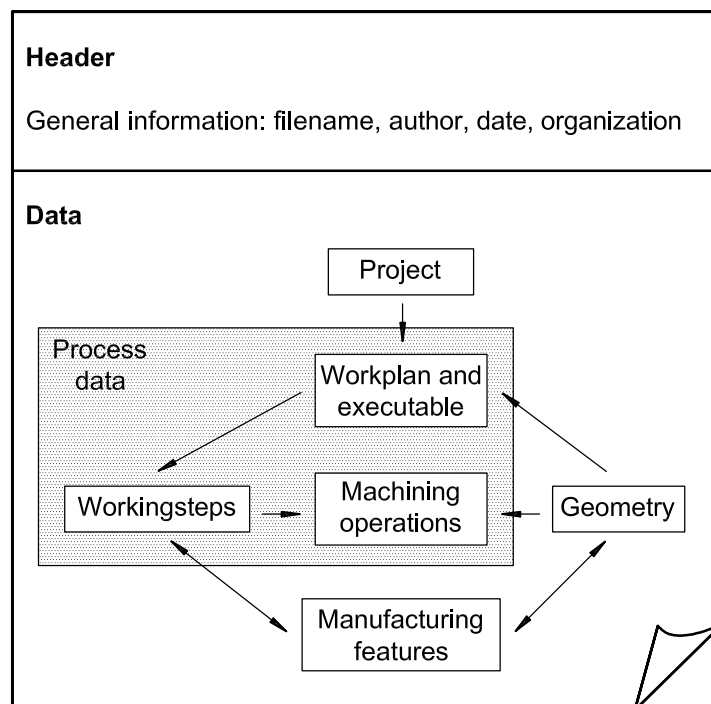 Header
General information: filename, author, date, organization
Data
Project
Process
data
Workplan and
executable
Workingsteps
Machining
operations
Geometry
Manufacturing
features